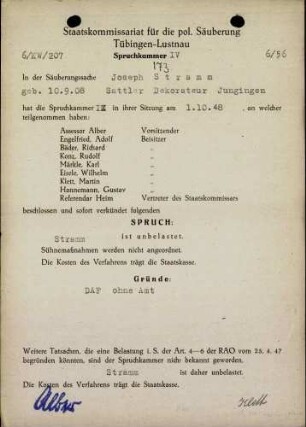 Staatskommissariat für die pol. Säuberung
Tübingen-Lustnau
6/KW/207 Spruchkammer IV 6/56
173
In der Säuberungssache Joseph Stramm
geb. 10.9.08 Sattler Dekorateur Jungingen
hat die Spruchkammer IV in ihrer Sitzung am 1.10.48, an welcher
teilgenommen haben:
Assessor Alber Vorsitzender
Engelfried, Adolf Beisitzer
Bäder, Richard "
Konz, Rudolf "
Märkle, Karl "
Eisele, Wilhelm "
Klett, Martin "
Hannemann, Gustav "
Referendar Heim Vertreter des Staatskommissars
beschlossen und sofort verkündet folgenden
SPRUCH:
Stramm ist unbelastet.
Sühnemaßnahmen werden nicht angeordnet.
Die Kosten des Verfahrens trägt die Staatskasse.
Gründe:
DAF ohne Amt
Weitere Tatsachen, die eine Belastung i. S. der Art. 4—6 der RAO vom 25. 4. 47
begründen können, sind der Spruchkammer nicht bekannt geworden.
Stramm ist daher unbelastet.
Die Kosten des Verfahrens trägt die Staatskasse.
Alber